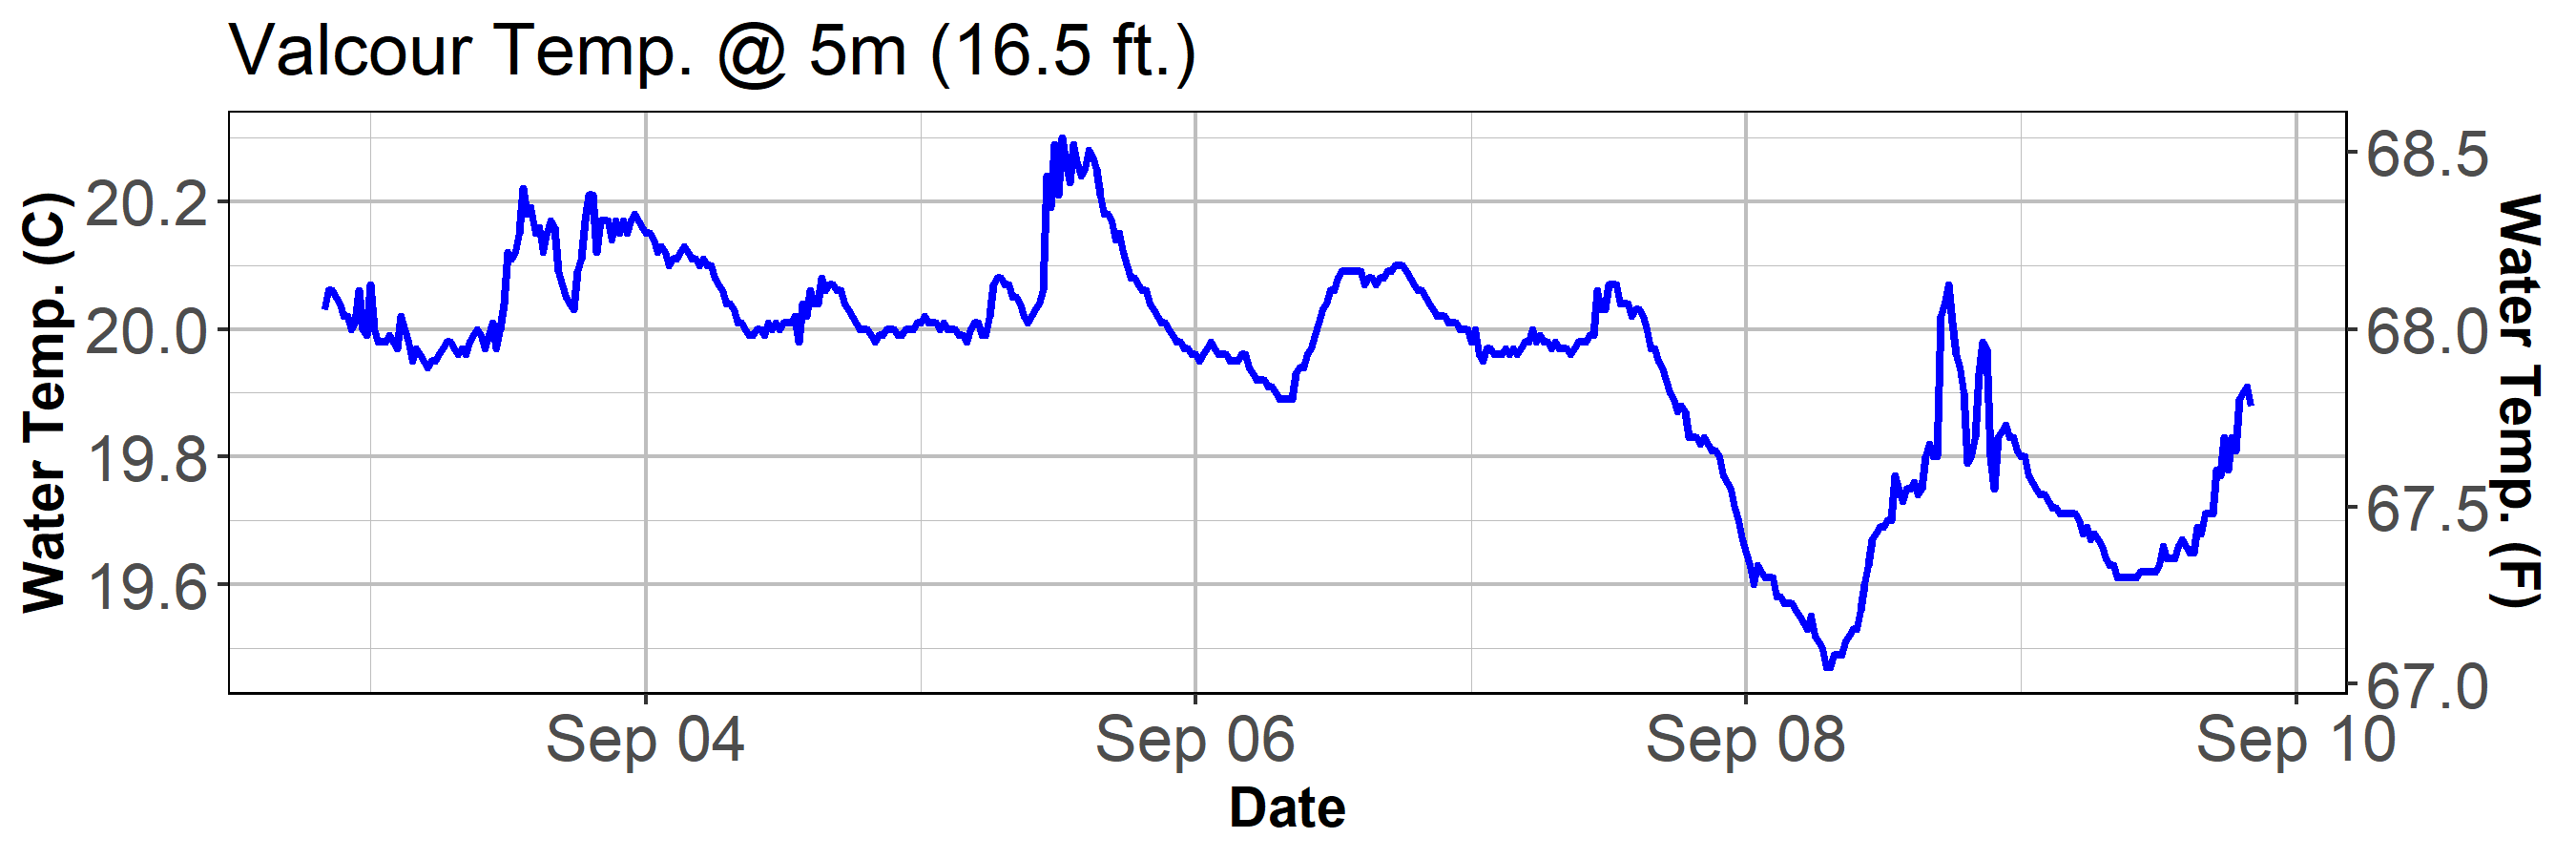 Valcour Temp. @ 5m (16.5 ft.)
Water Temp. (C)
20.2
20.0
19.8
19.6
68.5
68.0
67.5
67.0
Water Temp. (F)
Sep 04 Sep 06 Sep 08 Sep 10
Date